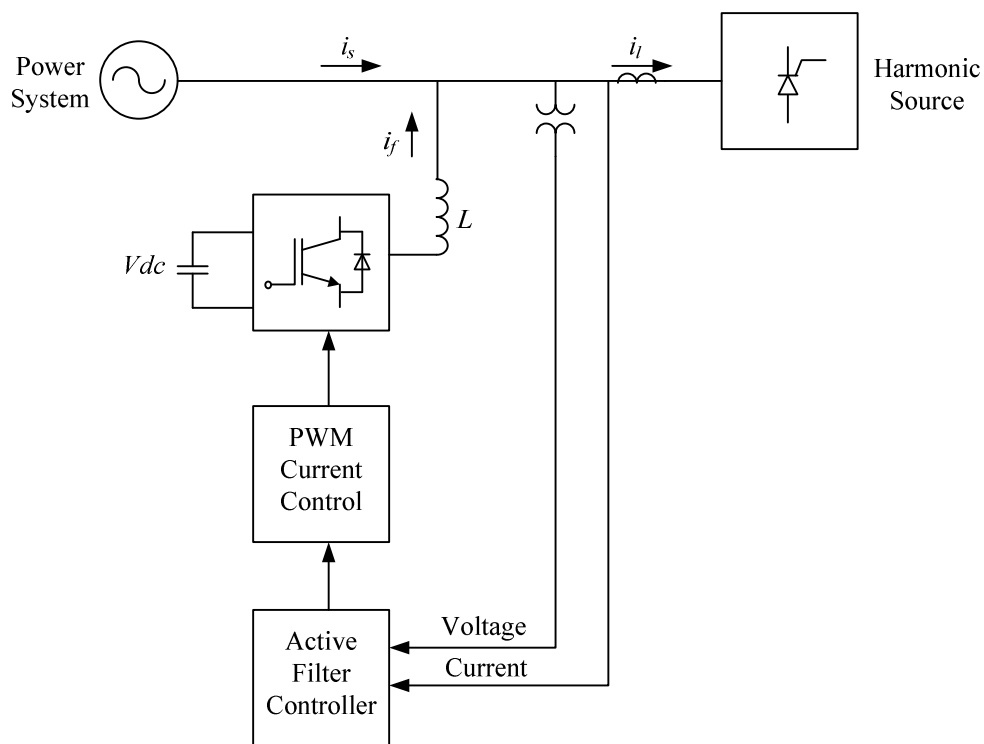 Power
System
i_s
i_l
Harmonic
Source
i_f
L
Vdc
PWM
Current
Control
Active
Filter
Controller
Voltage
Current